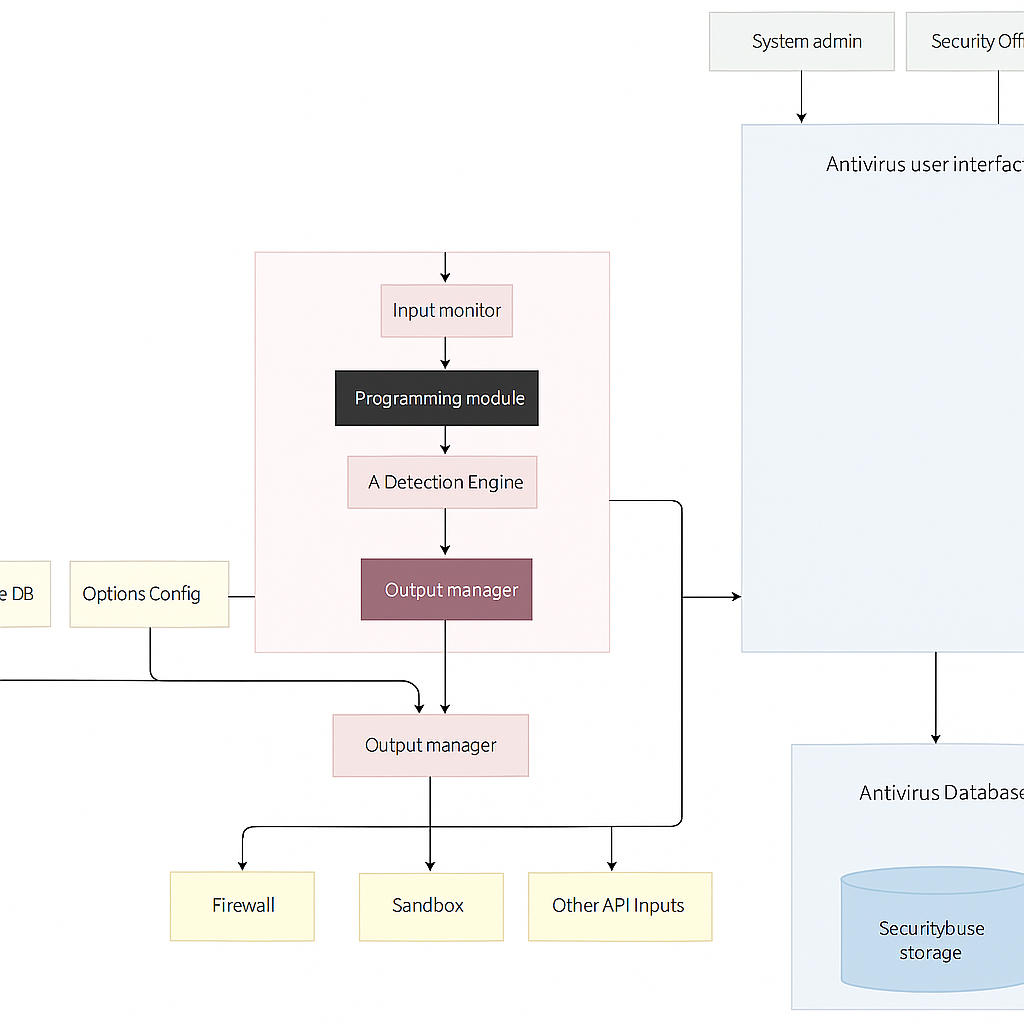 System admin
Security Off
Antivirus user interfac
Input monitor
Programming module
A Detection Engine
Output manager
e DB
Options Config
Output manager
Antivirus Database
Firewall
Sandbox
Other API Inputs
Securitybuse
storage